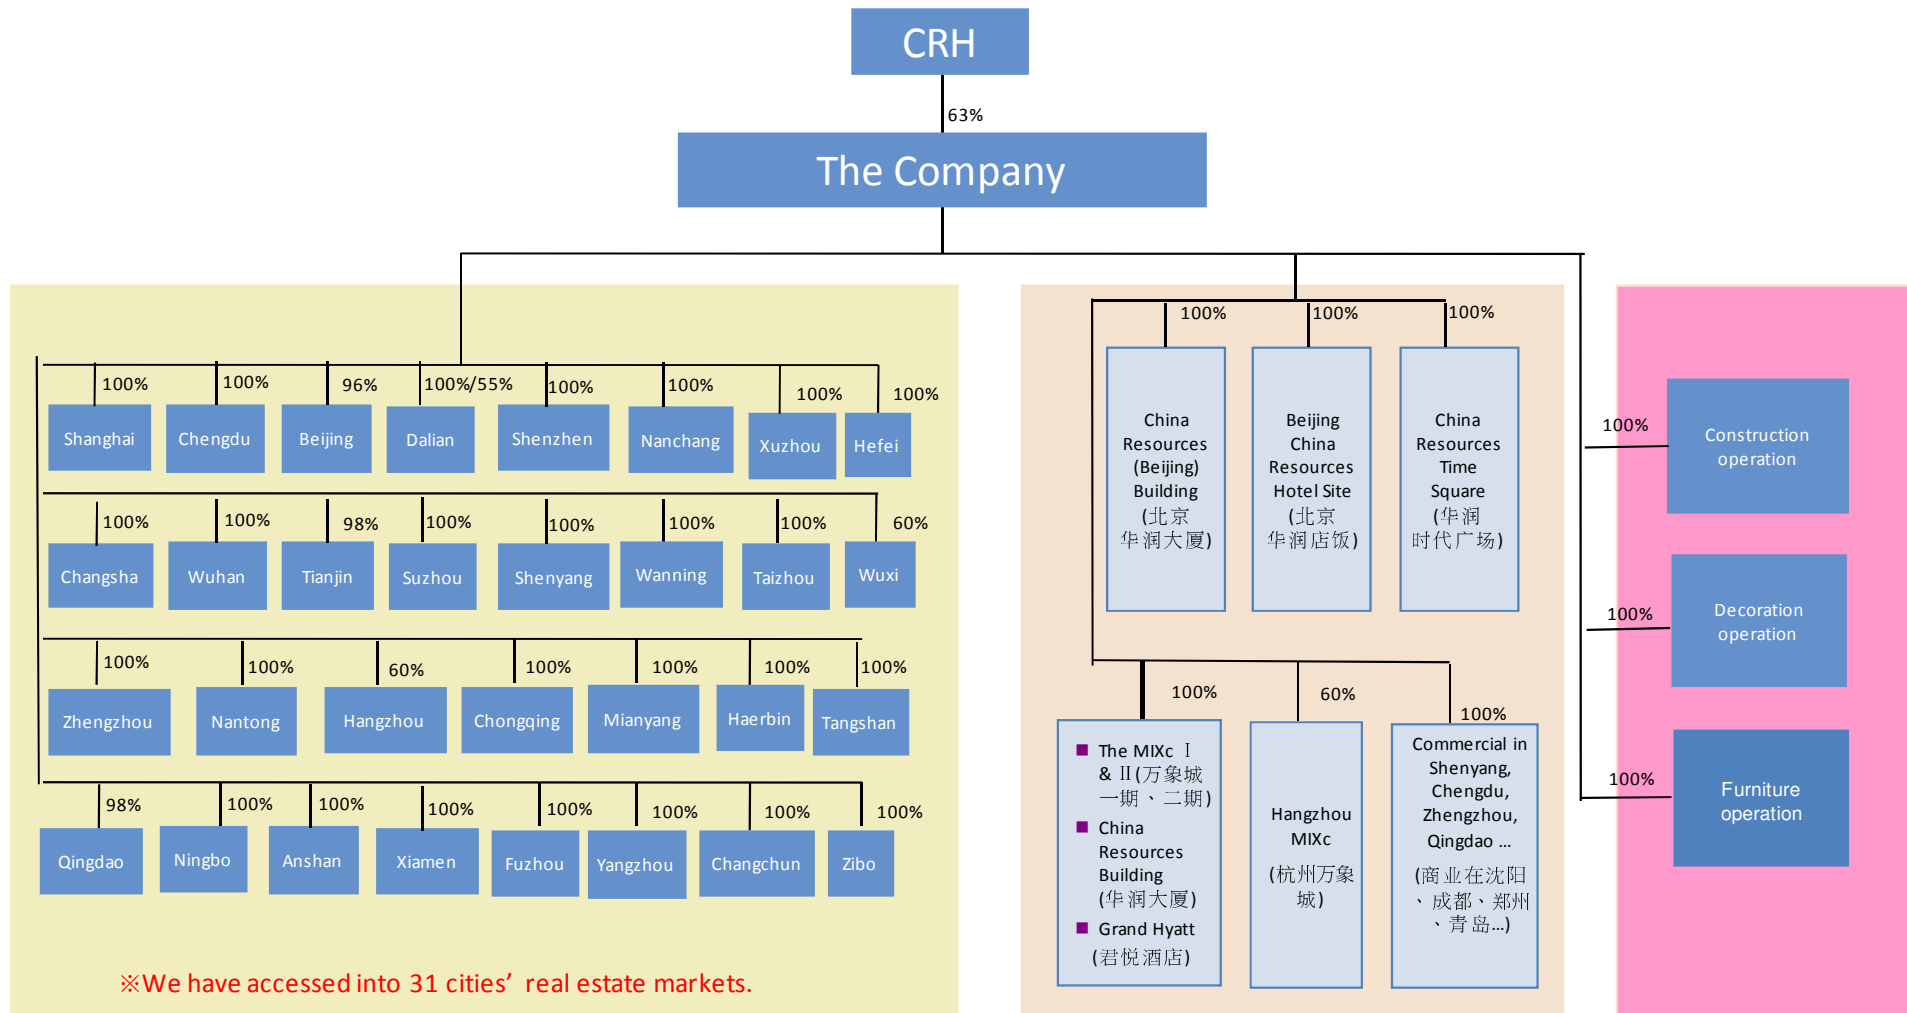 CRH
63%
The Company
100%
100%
96%
100%/55%
100%
100%
100%
100%
Shanghai
Chengdu
Beijing
Dalian
Shenzhen
Nanchang
Xuzhou
Hefei
100%
100%
98%
100%
100%
100%
100%
60%
Changsha
Wuhan
Tianjin
Suzhou
Shenyang
Wanning
Taizhou
Wuxi
100%
100%
60%
100%
100%
100%
100%
Zhengzhou
Nantong
Hangzhou
Chongqing
Mianyang
Haerbin
Tangshan
98%
100%
100%
100%
100%
100%
100%
100%
Qingdao
Ningbo
Anshan
Xiamen
Fuzhou
Yangzhou
Changchun
Zibo
※We have accessed into 31 cities’ real estate markets.
100%
China
Resources
(Beijing)
Building
(北京
华润大厦)
100%
Beijing
China
Resources
Hotel Site
(北京
华润店饭)
100%
China
Resources
Time
Square
(华润
时代广场)
100%
■ The MIXc Ⅰ
& Ⅱ(万象城
一期、二期)
■ China
Resources
Building
(华润大厦)
■ Grand Hyatt
(君悦酒店)
60%
Hangzhou
MIXc
(杭州万象
城)
100%
Commercial in
Shenyang,
Chengdu,
Zhengzhou,
Qingdao …
(商业在沈阳
、成都、郑州
、青岛…)
100%
Construction
operation
100%
Decoration
operation
100%
Furniture
operation